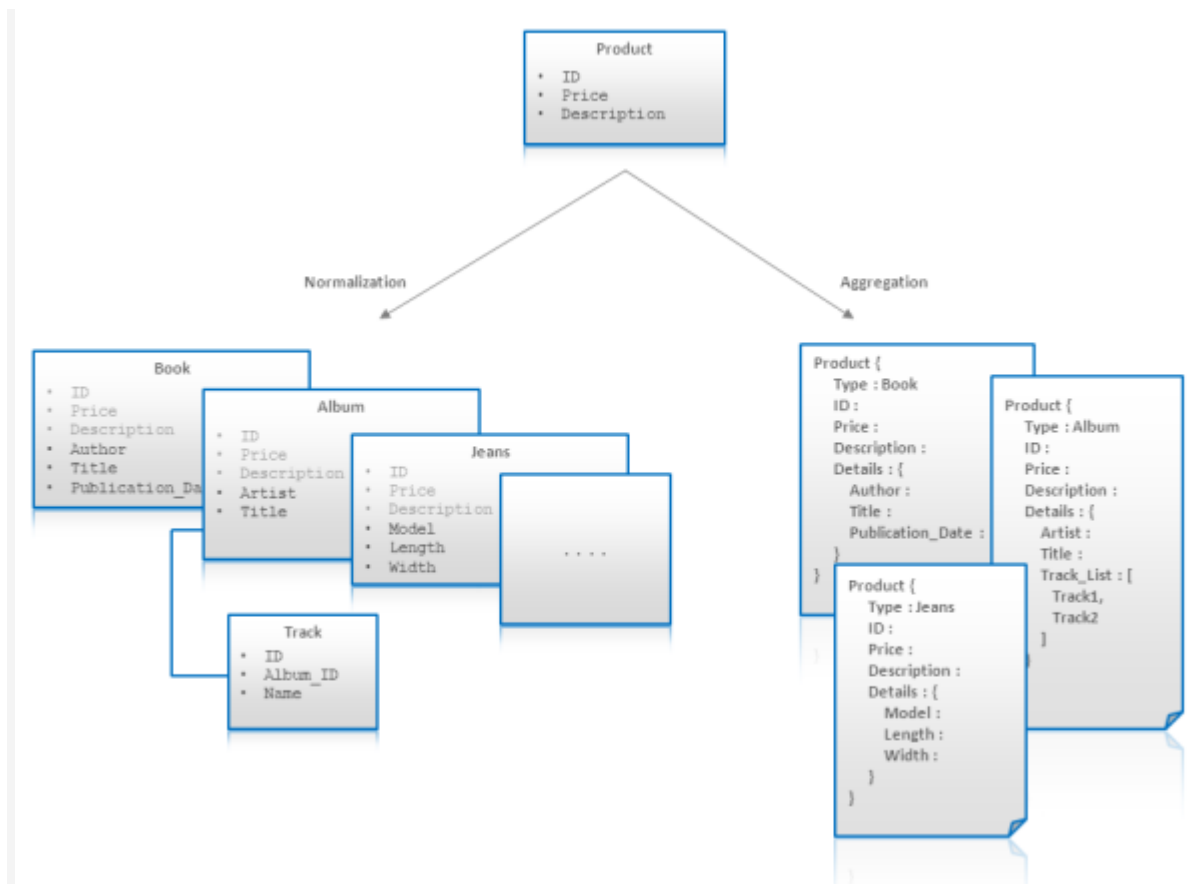 Product
• ID
• Price
• Description
Normalization
Aggregation
Book
• ID
• Price
• Description
• Author
• Title
• Publication_Da
Album
• ID
• Price
• Description
• Artist
• Title
Jeans
• ID
• Price
• Description
• Model
• Length
• Width
. . . .
Track
• ID
• Album_ID
• Name
Product {
Type : Book
ID :
Price :
Description :
Details : {
Author :
Title :
Publication_Date :
}
}
Product {
Type : Album
ID :
Price :
Description :
Details : {
Artist :
Title :
Track_List : [
Track1,
Track2
]
}
Product {
Type : Jeans
ID :
Price :
Description :
Details : {
Model :
Length :
Width :
}
}